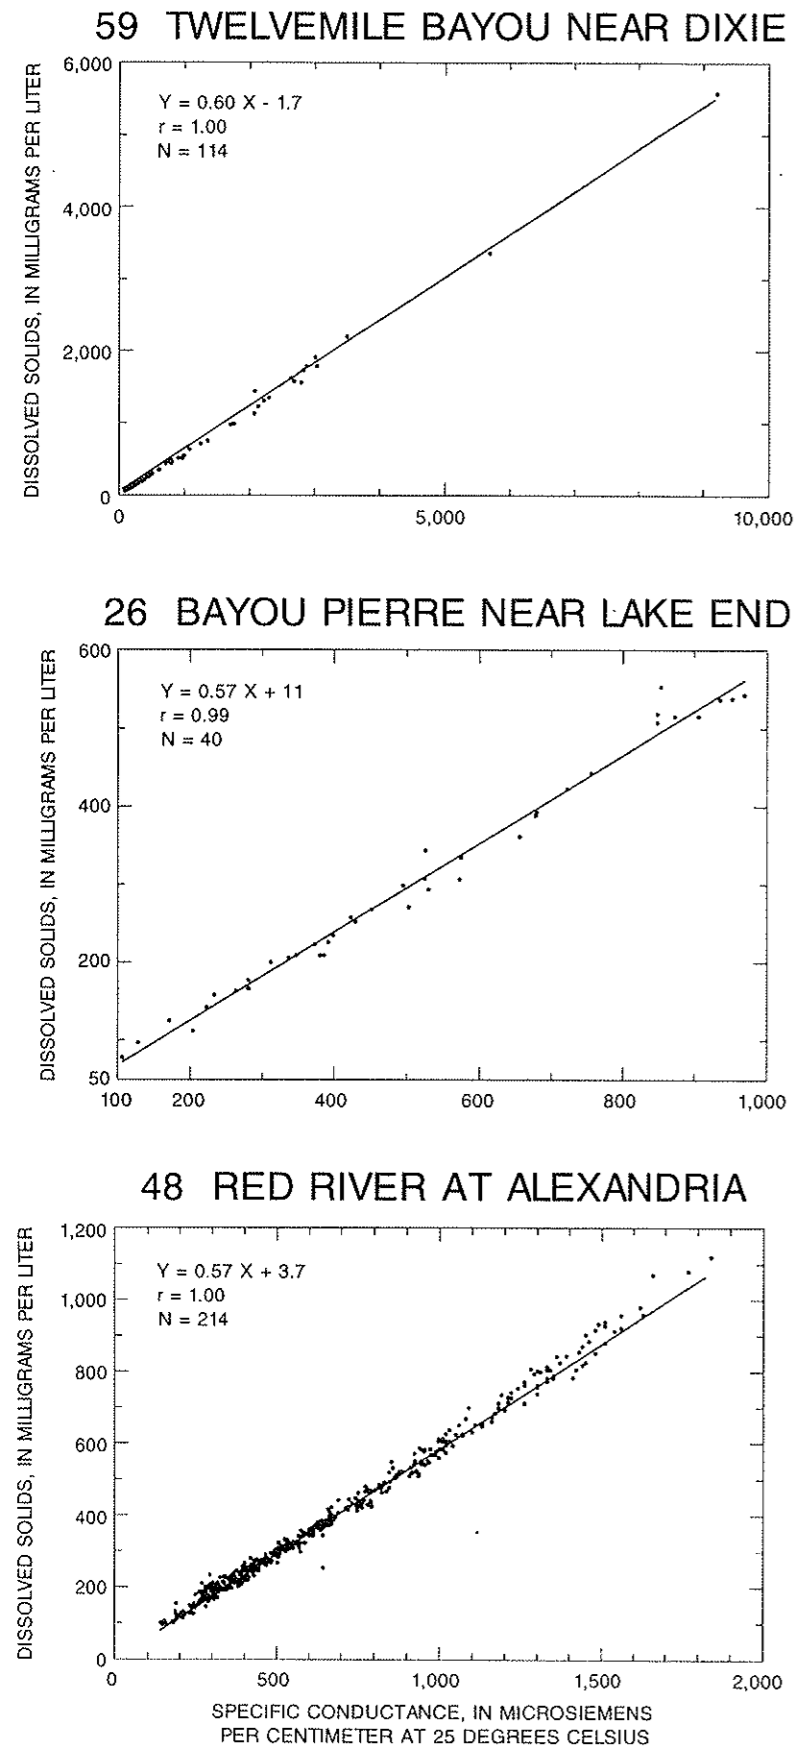 59 TWELVEMILE BAYOU NEAR DIXIE
DISSOLVED SOLIDS, IN MILLIGRAMS PER LITER
6,000
4,000
2,000
0
Y = 0.60 X - 1.7
r = 1.00
N = 114
0 5,000 10,000
26 BAYOU PIERRE NEAR LAKE END
DISSOLVED SOLIDS, IN MILLIGRAMS PER LITER
600
400
200
50
Y = 0.57 X + 11
r = 0.99
N = 40
100 200 400 600 800 1,000
48 RED RIVER AT ALEXANDRIA
DISSOLVED SOLIDS, IN MILLIGRAMS PER LITER
1,200
1,000
800
600
400
200
0
Y = 0.57 X + 3.7
r = 1.00
N = 214
0 500 1,000 1,500 2,000
SPECIFIC CONDUCTANCE, IN MICROSIEMENS
PER CENTIMETER AT 25 DEGREES CELSIUS